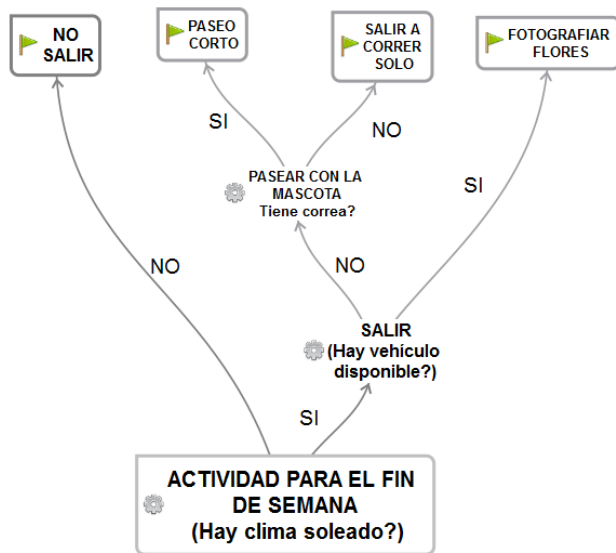 NO
SALIR
PASEO
CORTO
SALIR A
CORRER
SOLO
FOTOGRAFIAR
FLORES
SI
NO
PASEAR CON LA
MASCOTA
Tiene correa?
SI
NO
NO
SALIR
(Hay vehículo
disponible?)
SI
ACTIVIDAD PARA EL FIN
DE SEMANA
(Hay clima soleado?)